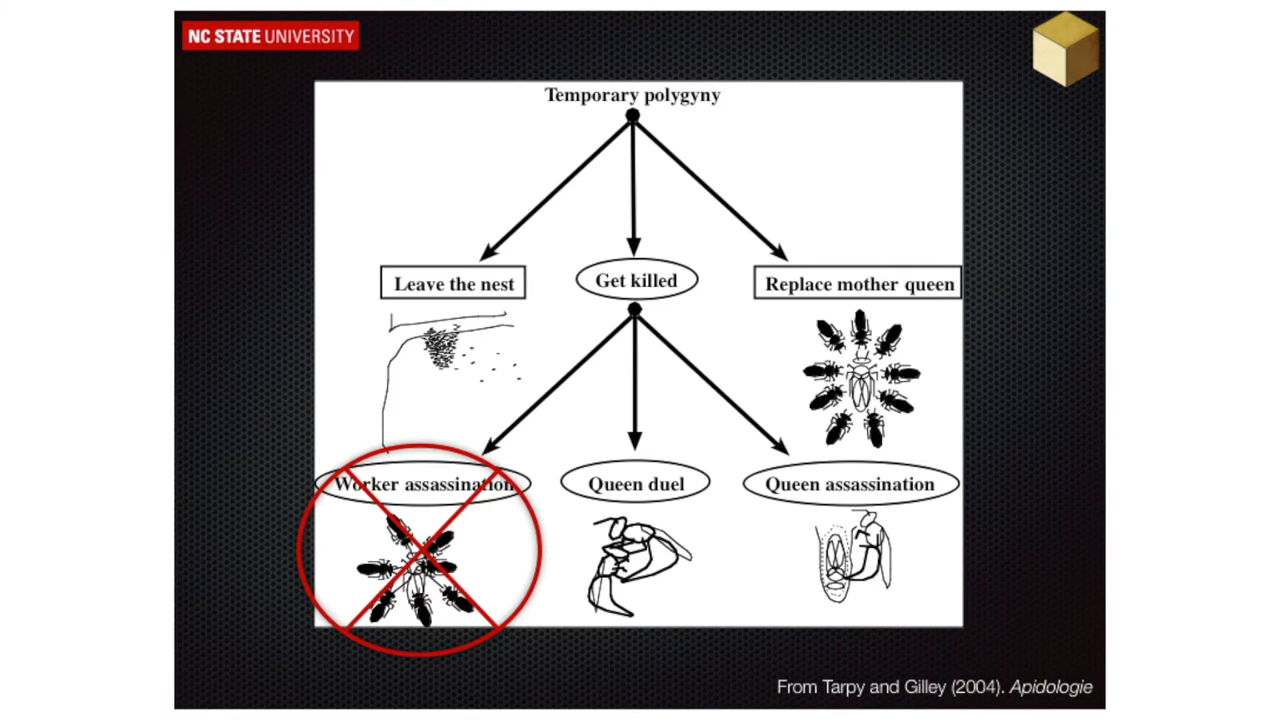 NC STATE UNIVERSITY
Temporary polygyny
Leave the nest
Get killed
Replace mother queen
Worker assassination
Queen duel
Queen assassination
From Tarpy and Gilley (2004). Apidologie